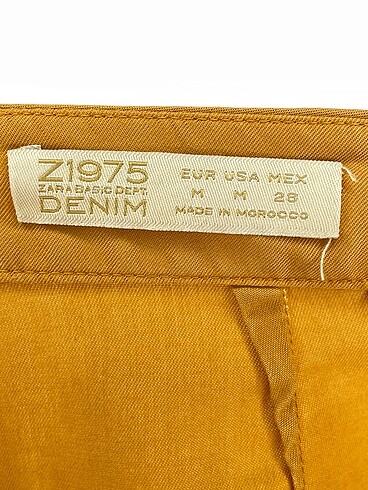 Z1975
ZARA BASIC DEPT.
DENIM
EUR USA MEX
M M 28
MADE IN MOROCCO